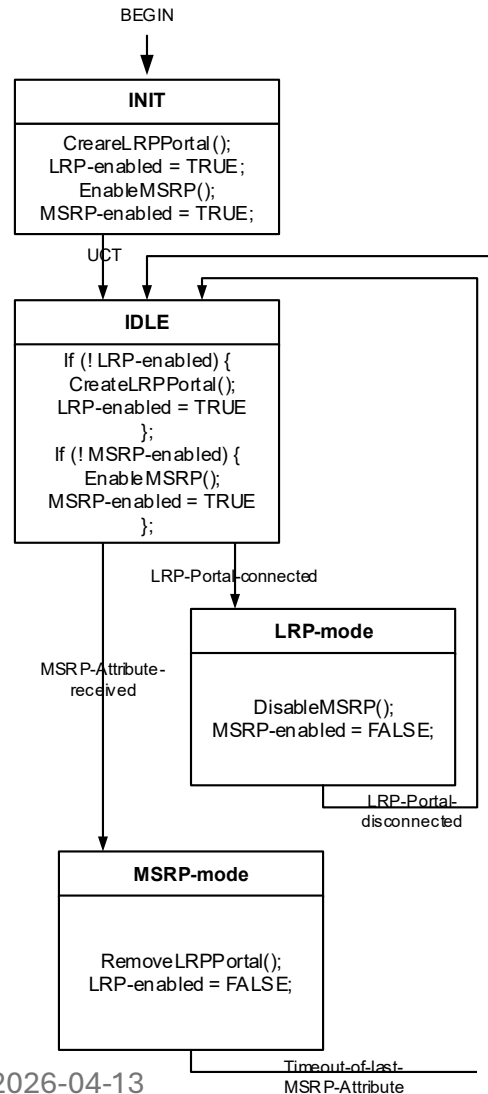 BEGIN
INIT
CreareLRPPortal();
LRP-enabled = TRUE;
EnableMSRP();
MSRP-enabled = TRUE;
UCT
IDLE
If (! LRP-enabled) {
CreateLRPPortal();
LRP-enabled = TRUE
};
If (! MSRP-enabled) {
EnableMSRP();
MSRP-enabled = TRUE
};
LRP-Portal-connected
LRP-mode
DisableMSRP();
MSRP-enabled = FALSE;
MSRP-Attribute-
received
LRP-Portal-
disconnected
MSRP-mode
RemoveLRPPortal();
LRP-enabled = FALSE;
Timeout-of-last-
MSRP-Attribute
2026-04-13